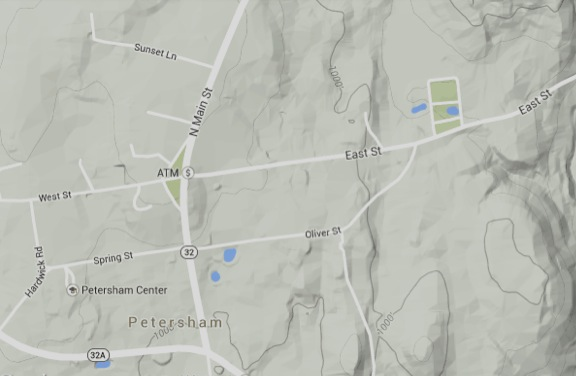 Sunset Ln
1000'
N Main St
East St
East St
ATM $
West St
32
Oliver St
Spring St
Hardwick Rd
Petersham Center
Petersham
1000'
1000'
32A